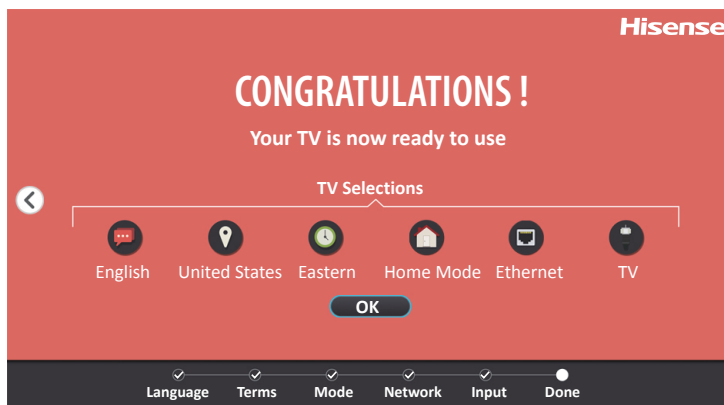 Hisense
CONGRATULATIONS !
Your TV is now ready to use
TV Selections
English United States Eastern Home Mode Ethernet TV
OK
Language Terms Mode Network Input Done